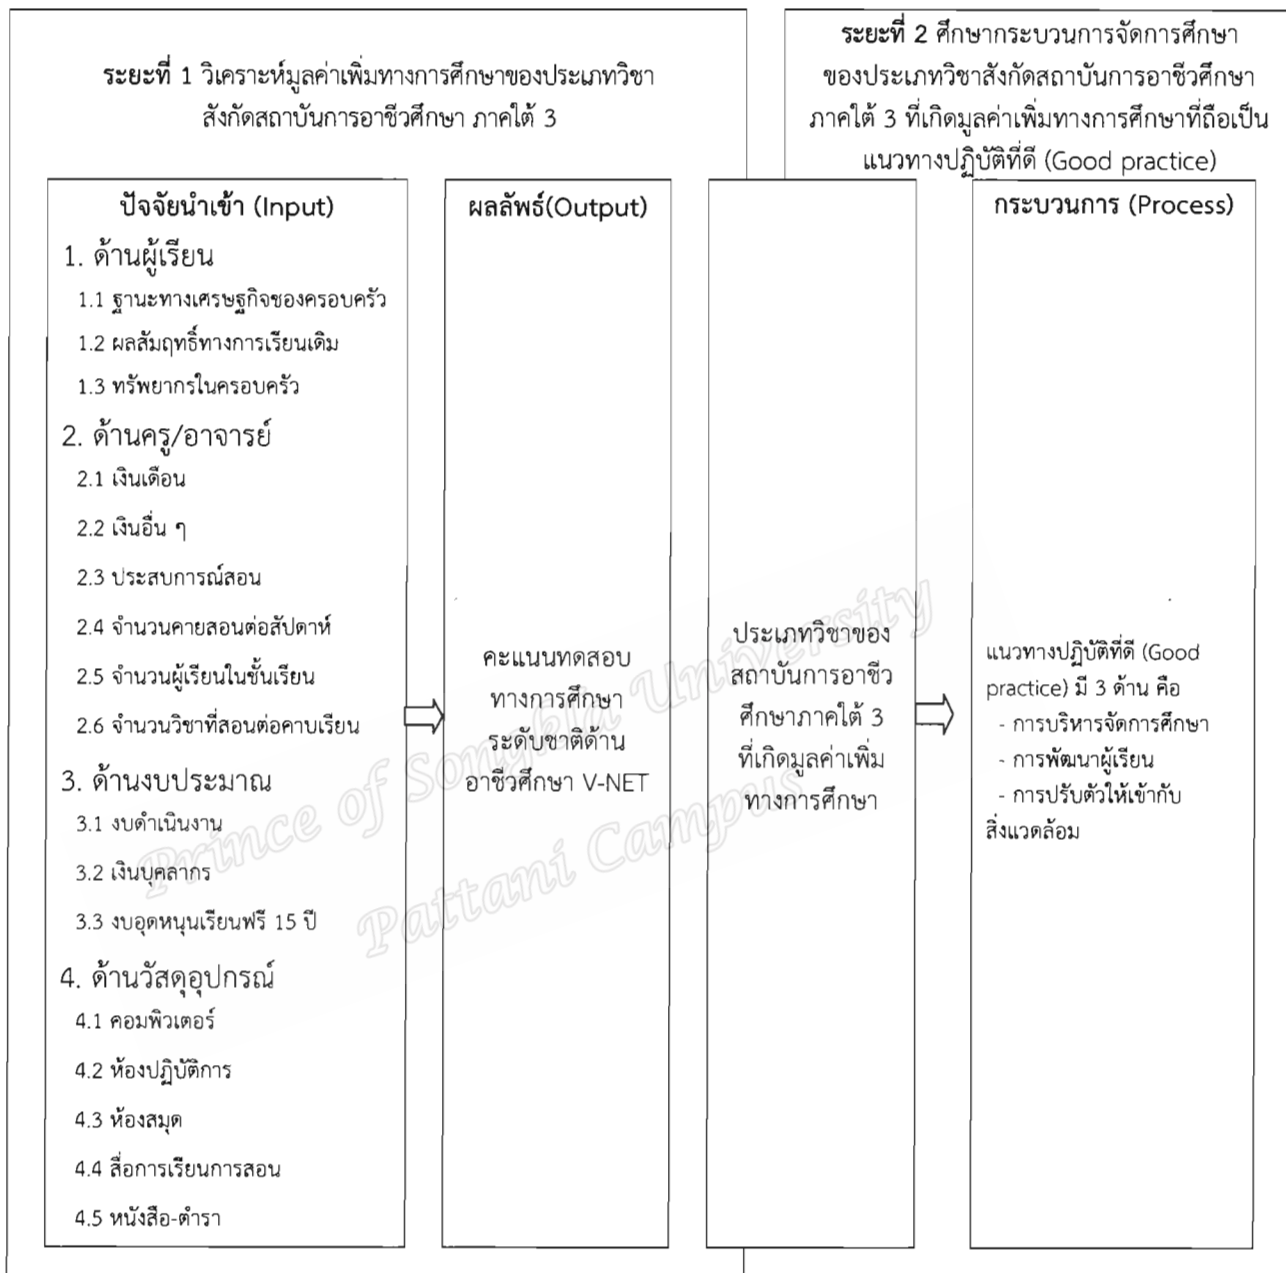 ระยะที่ 1 วิเคราะห์มูลค่าเพิ่มทางการศึกษาของประเภทวิชา
สังกัดสถาบันการอาชีวศึกษา ภาคใต้ 3
ระยะที่ 2 ศึกษากระบวนการจัดการศึกษา
ของประเภทวิชาสังกัดสถาบันการอาชีวศึกษา
ภาคใต้ 3 ที่เกิดมูลค่าเพิ่มทางการศึกษาที่ถือเป็น
แนวทางปฏิบัติที่ดี (Good practice)
ปัจจัยนำเข้า (Input)
1. ด้านผู้เรียน
1.1 ฐานะทางเศรษฐกิจของครอบครัว
1.2 ผลสัมฤทธิ์ทางการเรียนเดิม
1.3 ทรัพยากรในครอบครัว
2. ด้านครู/อาจารย์
2.1 เงินเดือน
2.2 เงินอื่น ๆ
2.3 ประสบการณ์สอน
2.4 จำนวนคายสอนต่อสัปดาห์
2.5 จำนวนผู้เรียนในชั้นเรียน
2.6 จำนวนวิชาที่สอนต่อคาบเรียน
3. ด้านงบประมาณ
3.1 งบดำเนินงาน
3.2 เงินบุคลากร
3.3 งบอุดหนุนเรียนฟรี 15 ปี
4. ด้านวัสดุอุปกรณ์
4.1 คอมพิวเตอร์
4.2 ห้องปฏิบัติการ
4.3 ห้องสมุด
4.4 สื่อการเรียนการสอน
4.5 หนังสือ-ตำรา
ผลลัพธ์(Output)
คะแนนทดสอบ
ทางการศึกษา
ระดับชาติด้าน
อาชีวศึกษา V-NET
ประเภทวิชาของ
สถาบันการอาชีว
ศึกษาภาคใต้ 3
ที่เกิดมูลค่าเพิ่ม
ทางการศึกษา
กระบวนการ (Process)
แนวทางปฏิบัติที่ดี (Good
practice) มี 3 ด้าน คือ
- การบริหารจัดการศึกษา
- การพัฒนาผู้เรียน
- การปรับตัวให้เข้ากับ
สิ่งแวดล้อม
Prince of Songkla University
Pattani Campus